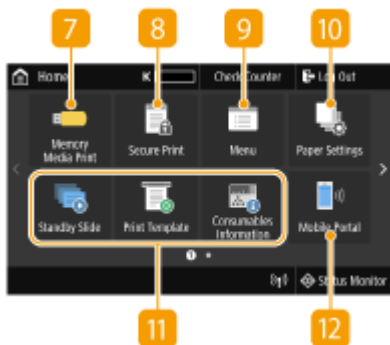 7 8 9 10
Home K Check Counter Log Out
Memory
Media Print
Secure Print
Menu
Paper Settings
Standby Slide
Print Template
Consumables
Information
Mobile Portal
1
Status Monitor
11 12